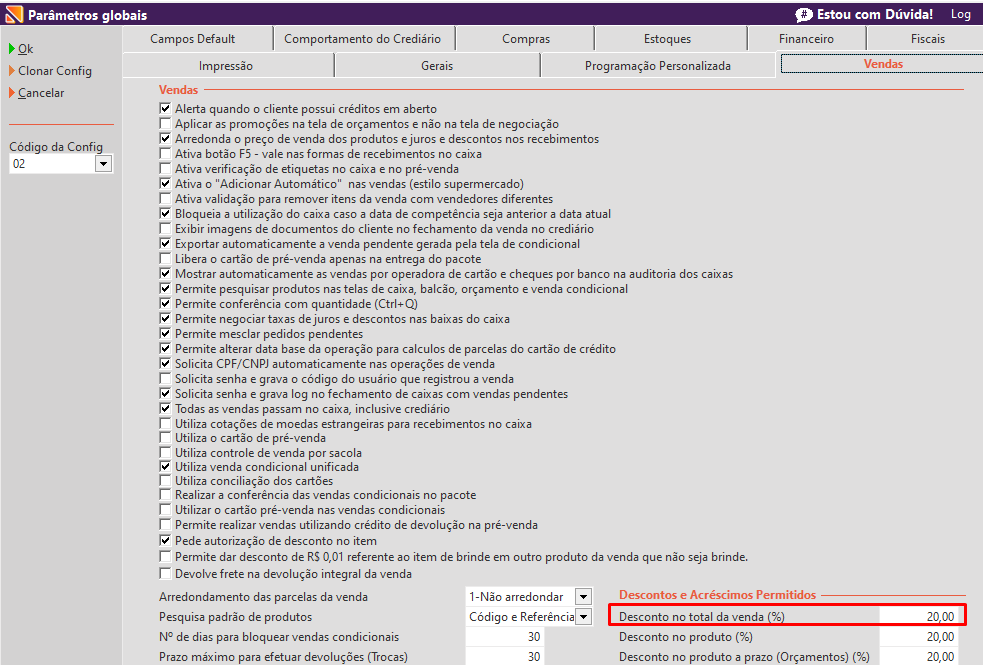 Parâmetros globais
Estou com Dúvida!
Log
Ok
Clonar Config
Cancelar
Código da Config
02
Campos Default
Comportamento do Crediário
Compras
Estoques
Financeiro
Fiscais
Impressão
Gerais
Programação Personalizada
Vendas
Vendas
Alerta quando o cliente possui créditos em aberto
Aplicar as promoções na tela de orçamentos e não na tela de negociação
Arredonda o preço de venda dos produtos e juros e descontos nos recebimentos
Ativa botão F5 - vale nas formas de recebimentos no caixa
Ativa verificação de etiquetas no caixa e no pré-venda
Ativa o "Adicionar Automático" nas vendas (estilo supermercado)
Ativa validação para remover itens da venda com vendedores diferentes
Bloqueia a utilização do caixa caso a data de competência seja anterior a data atual
Exibir imagens de documentos do cliente no fechamento da venda no crediário
Exportar automaticamente a venda pendente gerada pela tela de condicional
Libera o cartão de pré-venda apenas na entrega do pacote
Mostrar automaticamente as vendas por operadora de cartão e cheques por banco na auditoria dos caixas
Permite pesquisar produtos nas telas de caixa, balcão, orçamento e venda condicional
Permite conferência com quantidade (Ctrl+Q)
Permite negociar taxas de juros e descontos nas baixas do caixa
Permite mesclar pedidos pendentes
Permite alterar data base da operação para calculos de parcelas do cartão de crédito
Solicita CPF/CNPJ automaticamente nas operações de venda
Solicita senha e grava o código do usuário que registrou a venda
Solicita senha e grava log no fechamento de caixas com vendas pendentes
Todas as vendas passam no caixa, inclusive crediário
Utiliza cotações de moedas estrangeiras para recebimentos no caixa
Utiliza o cartão de pré-venda
Utiliza controle de venda por sacola
Utiliza venda condicional unificada
Utiliza conciliação dos cartões
Realizar a conferência das vendas condicionais no pacote
Utilizar o cartão pré-venda nas vendas condicionais
Permite realizar vendas utilizando crédito de devolução na pré-venda
Pede autorização de desconto no item
Permite dar desconto de R$ 0,01 referente ao item de brinde em outro produto da venda que não seja brinde.
Devolve frete na devolução integral da venda
Arredondamento das parcelas da venda
1-Não arredondar
Pesquisa padrão de produtos
Código e Referência
Nº de dias para bloquear vendas condicionais
30
Prazo máximo para efetuar devoluções (Trocas)
30
Descontos e Acréscimos Permitidos
Desconto no total da venda (%)
20,00
Desconto no produto (%)
20,00
Desconto no produto a prazo (Orçamentos) (%)
20,00